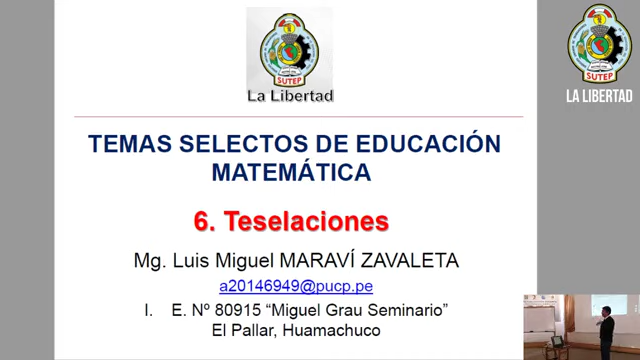 SUTEP
La Libertad
SUTEP
LA LIBERTAD
TEMAS SELECTOS DE EDUCACIÓN
MATEMÁTICA
6. Teselaciones
Mg. Luis Miguel MARAVÍ ZAVALETA
a20146949@pucp.pe
I. E. Nº 80915 “Miguel Grau Seminario”
El Pallar, Huamachuco